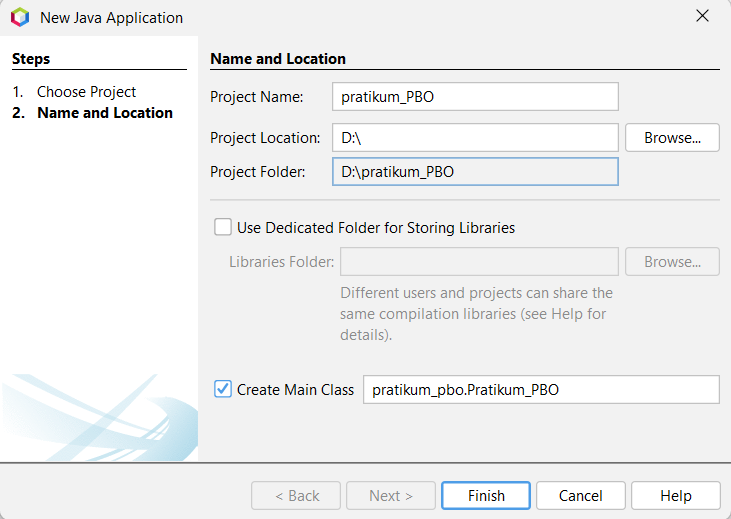 New Java Application
Steps
1. Choose Project
2. Name and Location
Name and Location
Project Name: pratikum_PBO
Project Location: D:\ Browse...
Project Folder: D:\pratikum_PBO
Use Dedicated Folder for Storing Libraries
Libraries Folder: Browse...
Different users and projects can share the
same compilation libraries (see Help for
details).
Create Main Class pratikum_pbo.Pratikum_PBO
< Back Next > Finish Cancel Help